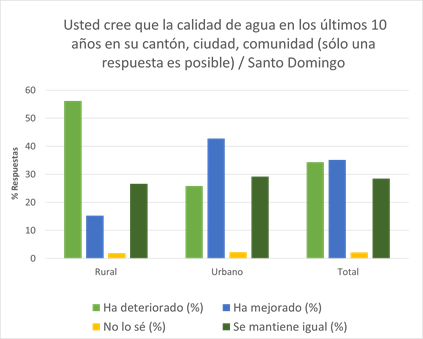 Usted cree que la calidad de agua en los últimos 10
años en su cantón, ciudad, comunidad (sólo una
respuesta es posible) / Santo Domingo
% Respuestas
60
50
40
30
20
10
0
Rural Urbano Total
Ha deteriorado (%) Ha mejorado (%)
No lo sé (%) Se mantiene igual (%)